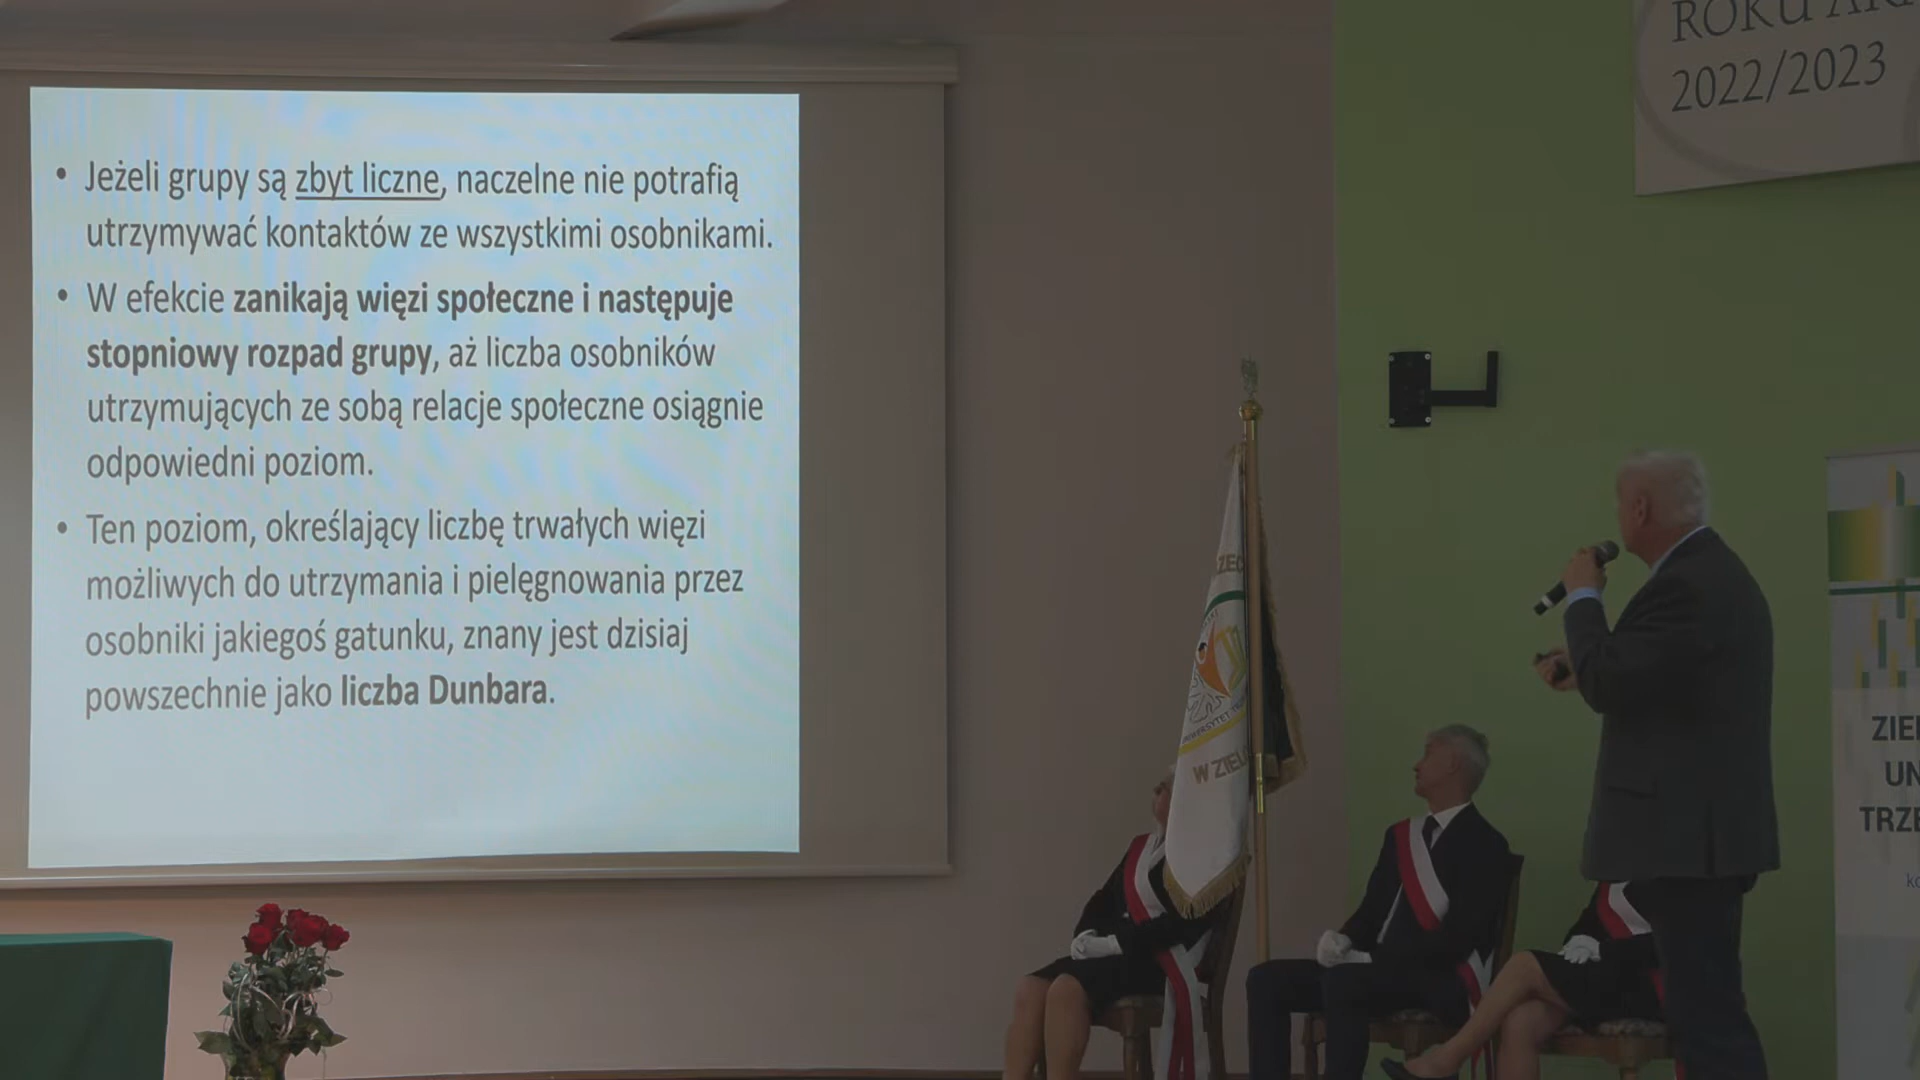 • Jeżeli grupy są zbyt liczne, naczelne nie potrafią
utrzymywać kontaktów ze wszystkimi osobnikami.
• W efekcie zanikają więzi społeczne i następuje
stopniowy rozpad grupy, aż liczba osobników
utrzymujących ze sobą relacje społeczne osiągnie
odpowiedni poziom.
• Ten poziom, określający liczbę trwałych więzi
możliwych do utrzymania i pielęgnowania przez
osobniki jakiegoś gatunku, znany jest dzisiaj
powszechnie jako liczba Dunbara.
ROKU
2022/2023
W ZIEL
ZIE
UN
TRZE